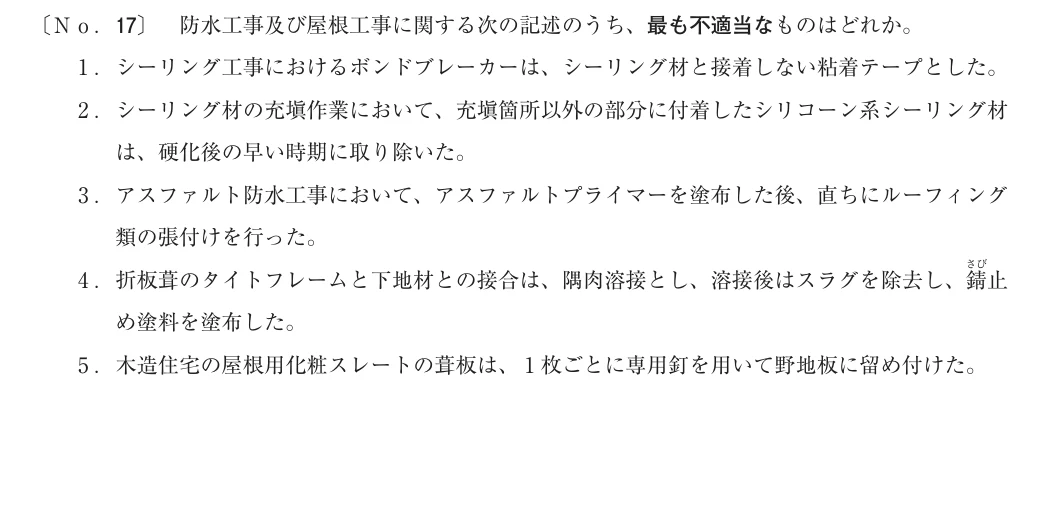 〔Ｎｏ．17〕　防水工事及び屋根工事に関する次の記述のうち、最も不適当なものはどれか。
１．シーリング工事におけるボンドブレーカーは、シーリング材と接着しない粘着テープとした。
２．シーリング材の充塡作業において、充塡箇所以外の部分に付着したシリコーン系シーリング材
は、硬化後の早い時期に取り除いた。
３．アスファルト防水工事において、アスファルトプライマーを塗布した後、直ちにルーフィング
類の張付けを行った。
さび
４．折板葺のタイトフレームと下地材との接合は、隅肉溶接とし、溶接後はスラグを除去し、錆止
め塗料を塗布した。
５．木造住宅の屋根用化粧スレートの葺板は、１枚ごとに専用釘を用いて野地板に留め付けた。